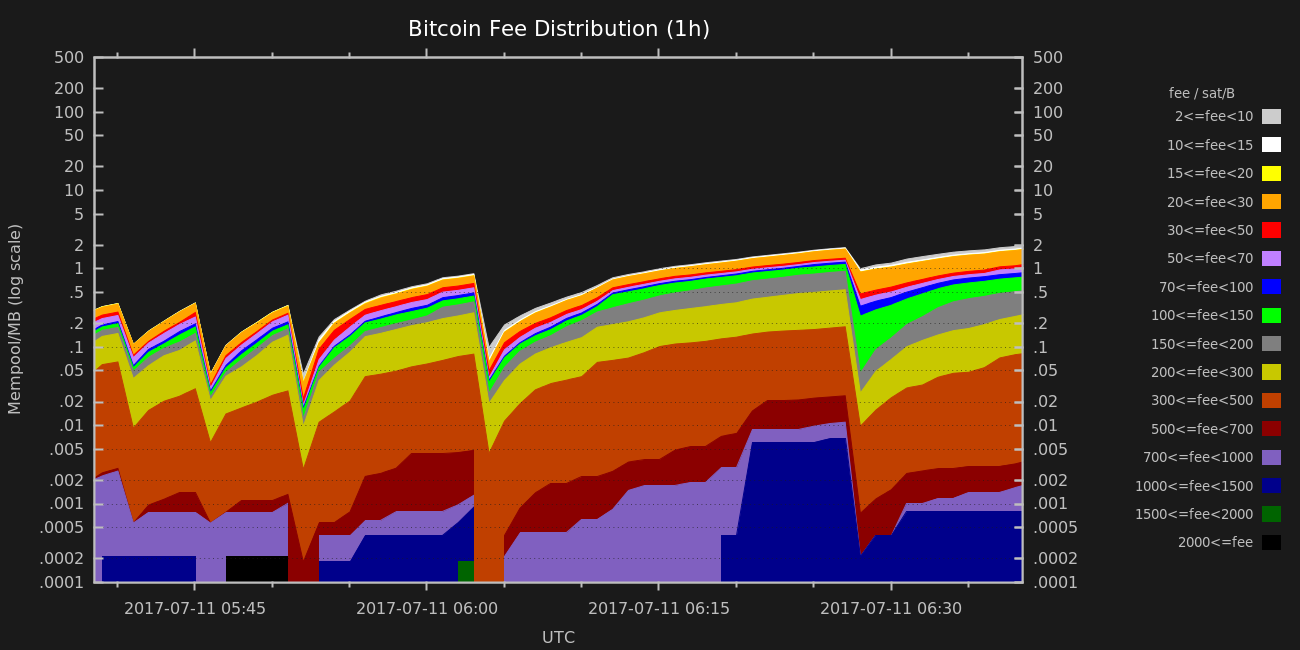 Bitcoin Fee Distribution (1h)
Mempool/MB (log scale)
500
200
100
50
20
10
5
2
1
.5
.2
.1
.05
.02
.01
.005
.002
.001
.0005
.0002
.0001
500
200
100
50
20
10
5
2
1
.5
.2
.1
.05
.02
.01
.005
.002
.001
.0005
.0002
.0001
2017-07-11 05:45
2017-07-11 06:00
2017-07-11 06:15
2017-07-11 06:30
UTC
fee / sat/B
2<=fee<10
10<=fee<15
15<=fee<20
20<=fee<30
30<=fee<50
50<=fee<70
70<=fee<100
100<=fee<150
150<=fee<200
200<=fee<300
300<=fee<500
500<=fee<700
700<=fee<1000
1000<=fee<1500
1500<=fee<2000
2000<=fee